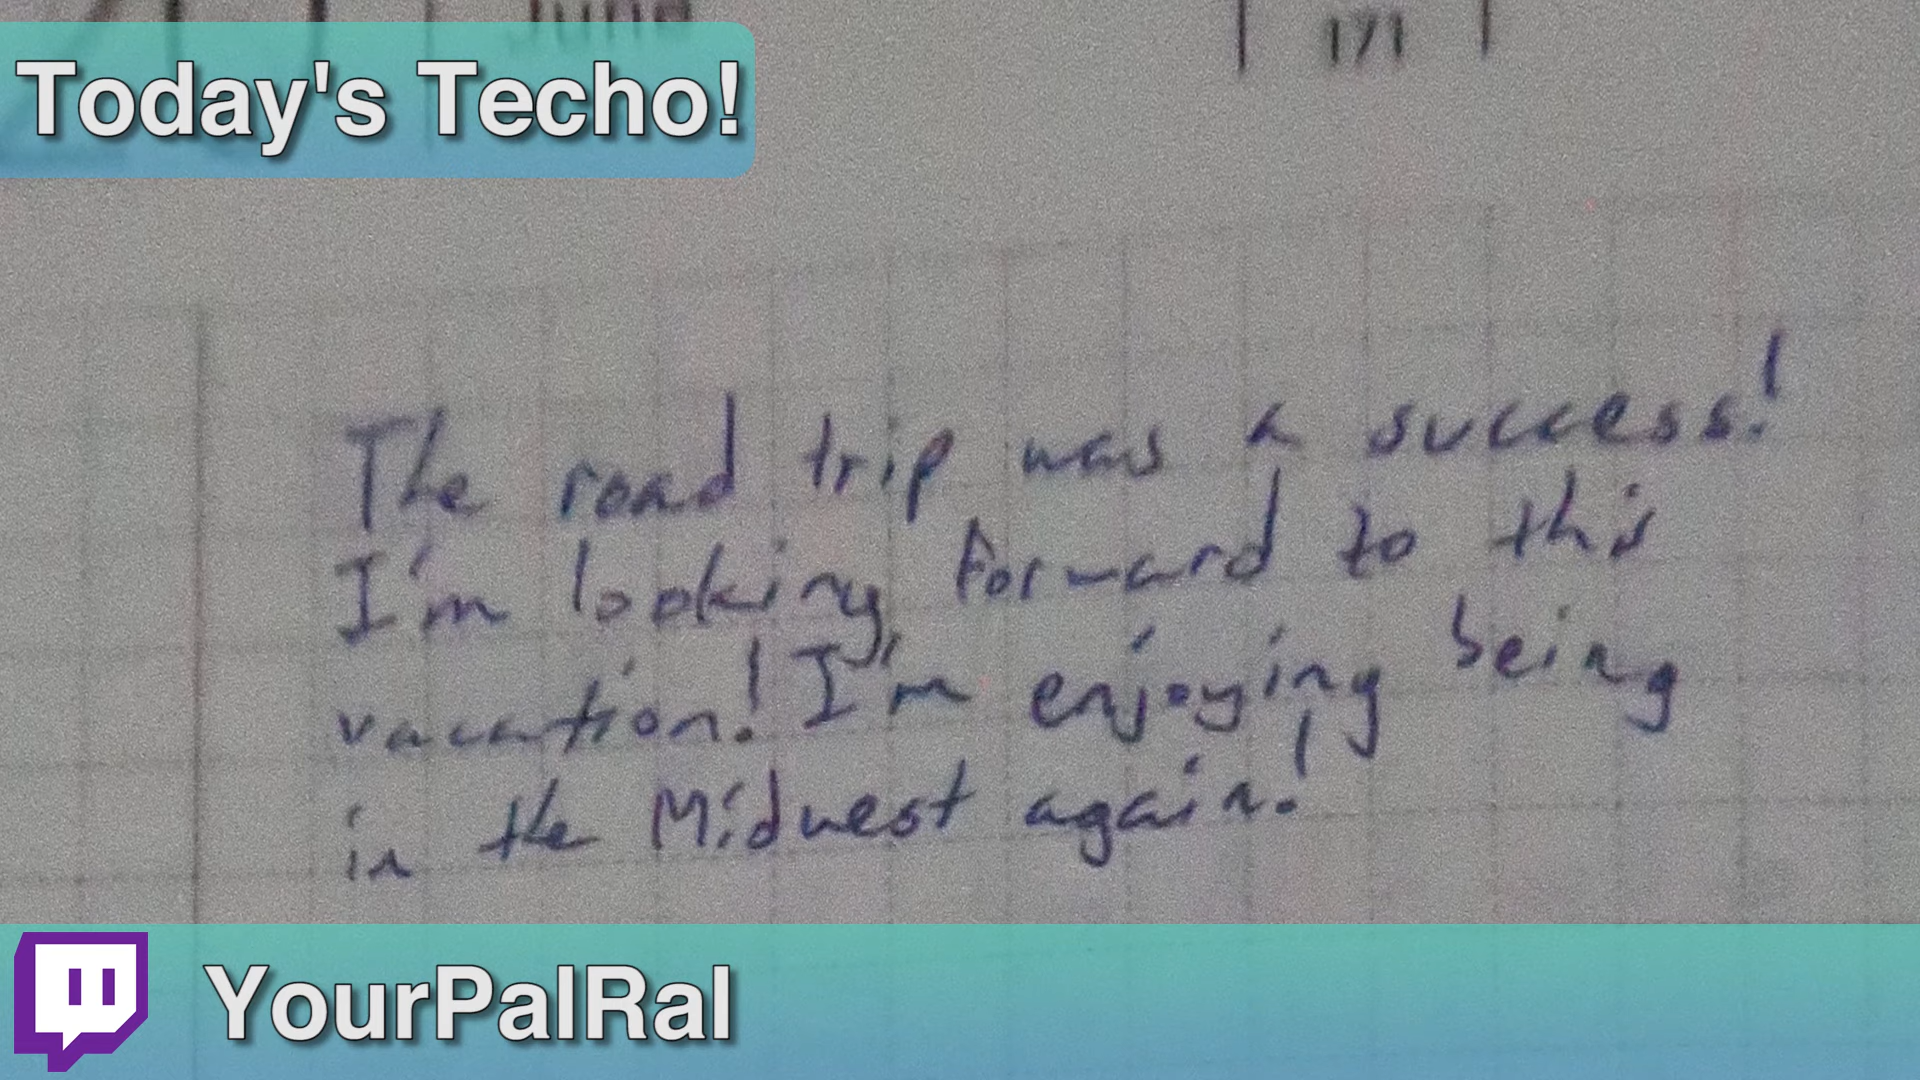 June
171
Today's Techo!
The road trip was a success!
I'm looking forward to this
vacation! I'm enjoying being
in the Midwest again!
YourPalRal